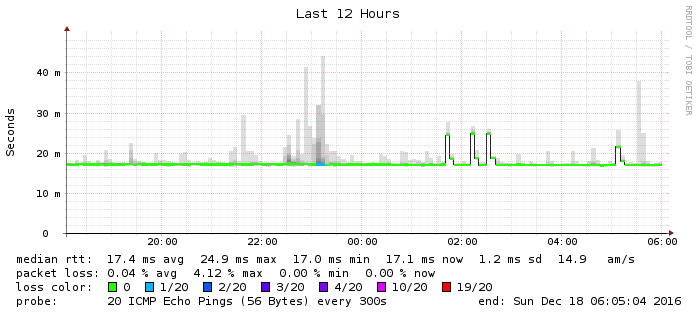 Last 12 Hours
RRDTOOL / TOBI OETIKER
Seconds
40 m
30 m
20 m
10 m
0
20:00 22:00 00:00 02:00 04:00 06:00
median rtt: 17.4 ms avg 24.9 ms max 17.0 ms min 17.1 ms now 1.2 ms sd 14.9 am/s
packet loss: 0.04 % avg 4.12 % max 0.00 % min 0.00 % now
loss color: 0 1/20 2/20 3/20 4/20 10/20 19/20
probe: 20 ICMP Echo Pings (56 Bytes) every 300s end: Sun Dec 18 06:05:04 2016